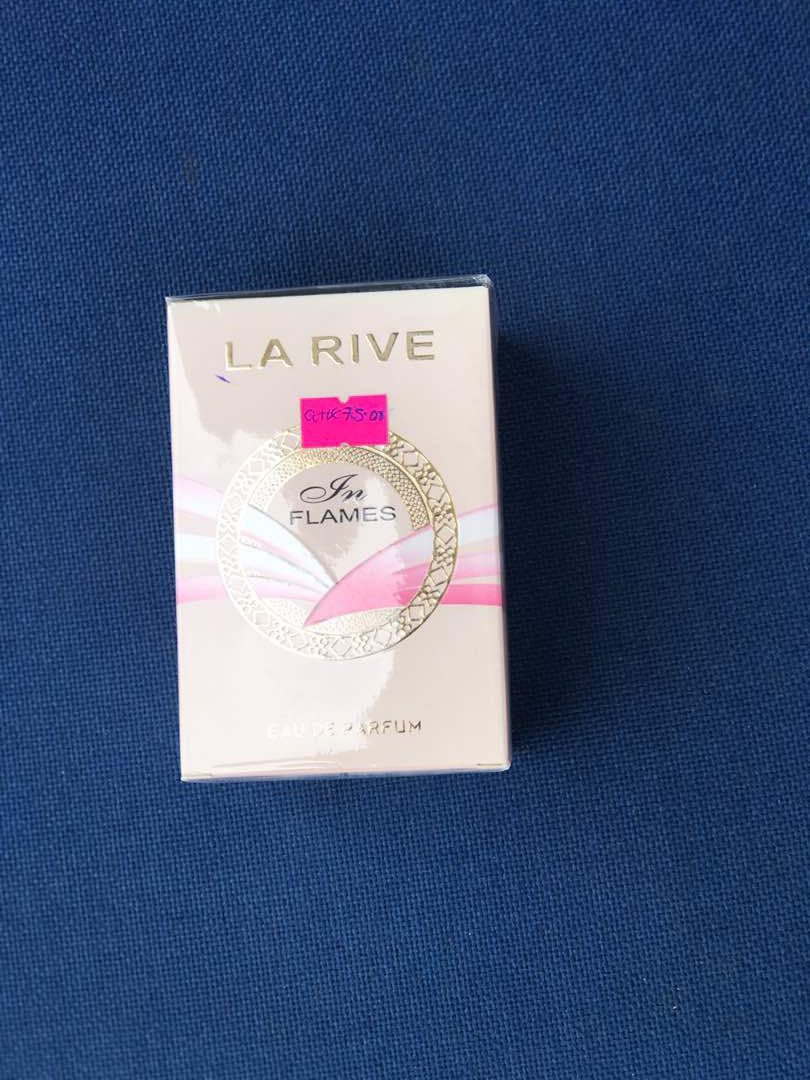 LA RIVE
GH₵75.00
In
FLAMES
EAU DE PARFUM